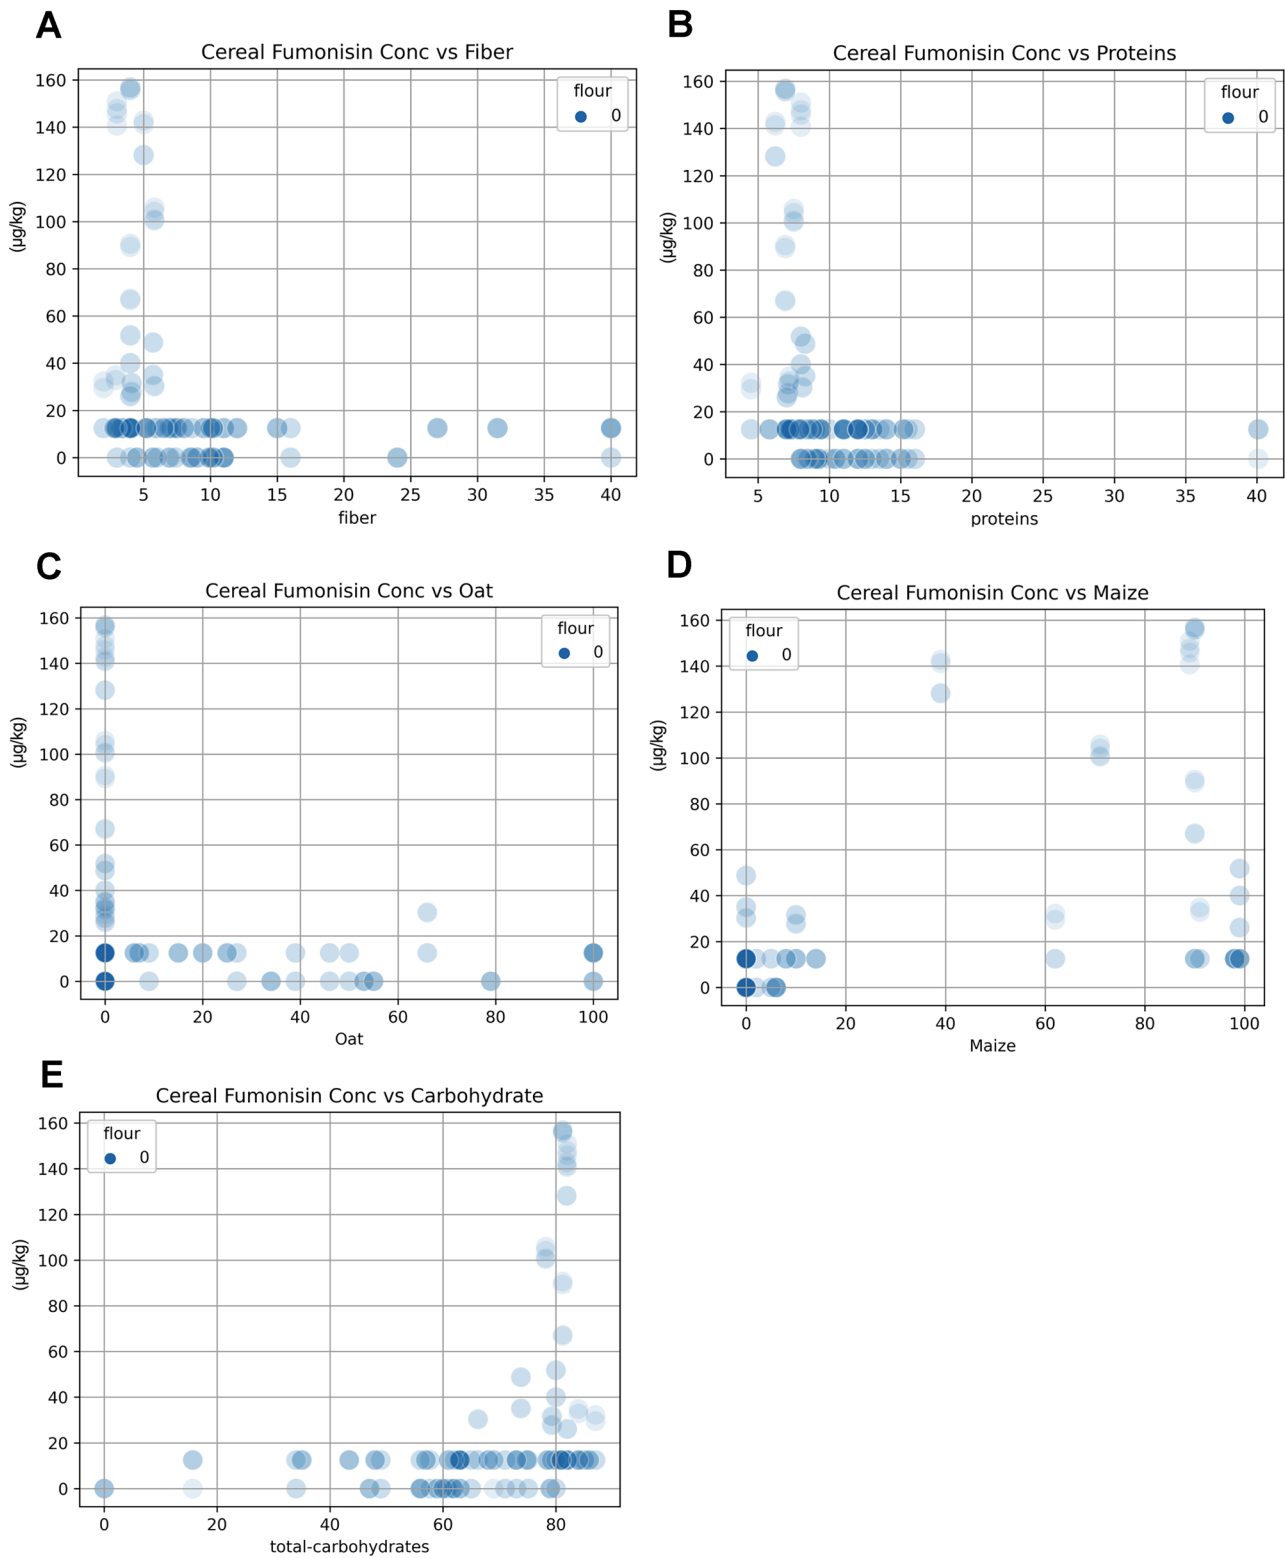 A
Cereal Fumonisin Conc vs Fiber
flour
0
160
140
120
100
80
60
40
20
0
(µg/kg)
5 10 15 20 25 30 35 40
fiber
B
Cereal Fumonisin Conc vs Proteins
flour
0
160
140
120
100
80
60
40
20
0
(µg/kg)
5 10 15 20 25 30 35 40
proteins
C
Cereal Fumonisin Conc vs Oat
flour
0
160
140
120
100
80
60
40
20
0
(µg/kg)
0 20 40 60 80 100
Oat
D
Cereal Fumonisin Conc vs Maize
flour
0
160
140
120
100
80
60
40
20
0
(µg/kg)
0 20 40 60 80 100
Maize
E
Cereal Fumonisin Conc vs Carbohydrate
flour
0
160
140
120
100
80
60
40
20
0
(µg/kg)
0 20 40 60 80
total-carbohydrates